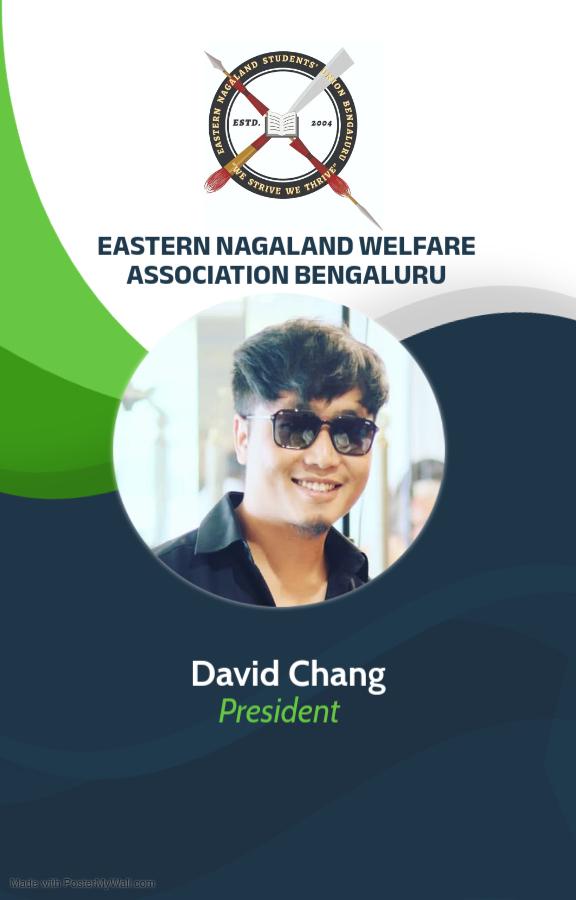 EASTERN NAGALAND STUDENTS' UNION BENGALURU
ESTD. 2004
"WE STRIVE WE THRIVE"
EASTERN NAGALAND WELFARE
ASSOCIATION BENGALURU
David Chang
President
Made with PosterMyWall.com